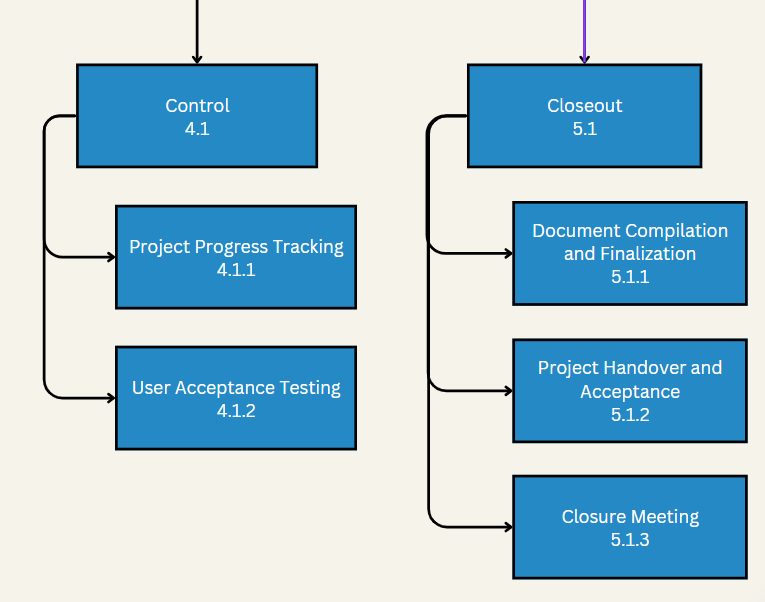 Control
4.1
Project Progress Tracking
4.1.1
User Acceptance Testing
4.1.2
Closeout
5.1
Document Compilation
and Finalization
5.1.1
Project Handover and
Acceptance
5.1.2
Closure Meeting
5.1.3